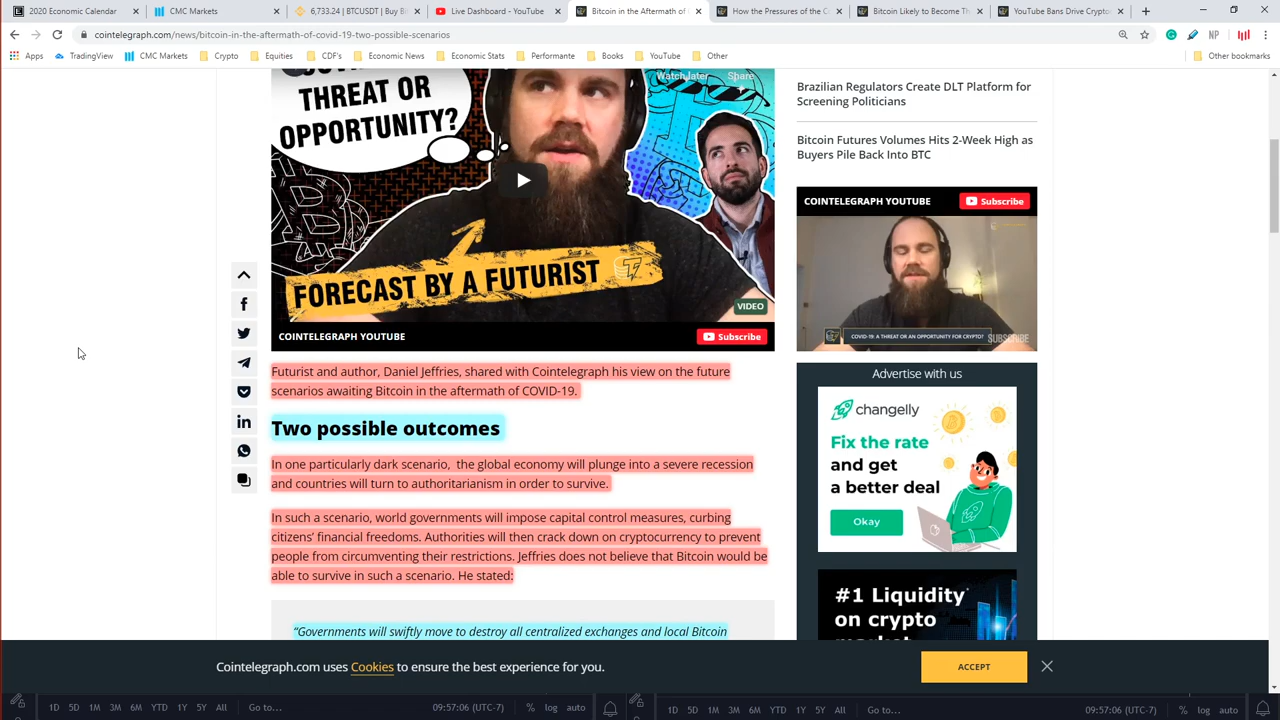 2020 Economic Calendar
CMC Markets
6,733.24 | BTCUSDT | Buy Bi
Live Dashboard - YouTube
Bitcoin in the Aftermath of
How the Pressures of the C
Bitcoin Likely to Become Th
YouTube Bans Drive Crypto
cointelegraph.com/news/bitcoin-in-the-aftermath-of-covid-19-two-possible-scenarios
NP
Apps
TradingView
CMC Markets
Crypto
Equities
CDF's
Economic News
Economic Stats
Performante
Books
YouTube
Other
Other bookmarks
Watch later
Share
THREAT OR
OPPORTUNITY?
FORECAST BY A FUTURIST
VIDEO
COINTELEGRAPH YOUTUBE
Subscribe
Futurist and author, Daniel Jeffries, shared with Cointelegraph his view on the future
scenarios awaiting Bitcoin in the aftermath of COVID-19.
Two possible outcomes
In one particularly dark scenario, the global economy will plunge into a severe recession
and countries will turn to authoritarianism in order to survive.
In such a scenario, world governments will impose capital control measures, curbing
citizens’ financial freedoms. Authorities will then crack down on cryptocurrency to prevent
people from circumventing their restrictions. Jeffries does not believe that Bitcoin would be
able to survive in such a scenario. He stated:
“Governments will swiftly move to destroy all centralized exchanges and local Bitcoin
Brazilian Regulators Create DLT Platform for
Screening Politicians
Bitcoin Futures Volumes Hits 2-Week High as
Buyers Pile Back Into BTC
COINTELEGRAPH YOUTUBE
Subscribe
COVID-19: A THREAT OR AN OPPORTUNITY FOR CRYPTO?
SUBSCRIBE
Advertise with us
changelly
Fix the rate
and get
a better deal
Okay
#1 Liquidity
on crypto
market
Cointelegraph.com uses Cookies to ensure the best experience for you.
ACCEPT
1D 5D 1M 3M 6M YTD 1Y 5Y All Go to...
09:57:06 (UTC-7)
% log auto
1D 5D 1M 3M 6M YTD 1Y 5Y All Go to...
09:57:06 (UTC-7)
% log auto